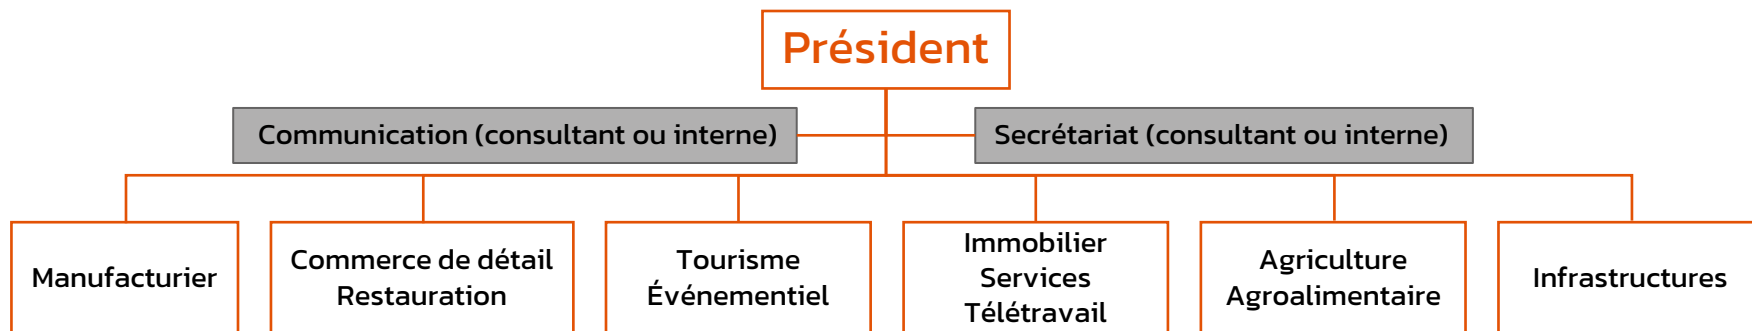 Président
Communication (consultant ou interne)
Secrétariat (consultant ou interne)
Manufacturier
Commerce de détail
Restauration
Tourisme
Événementiel
Immobilier
Services
Télétravail
Agriculture
Agroalimentaire
Infrastructures